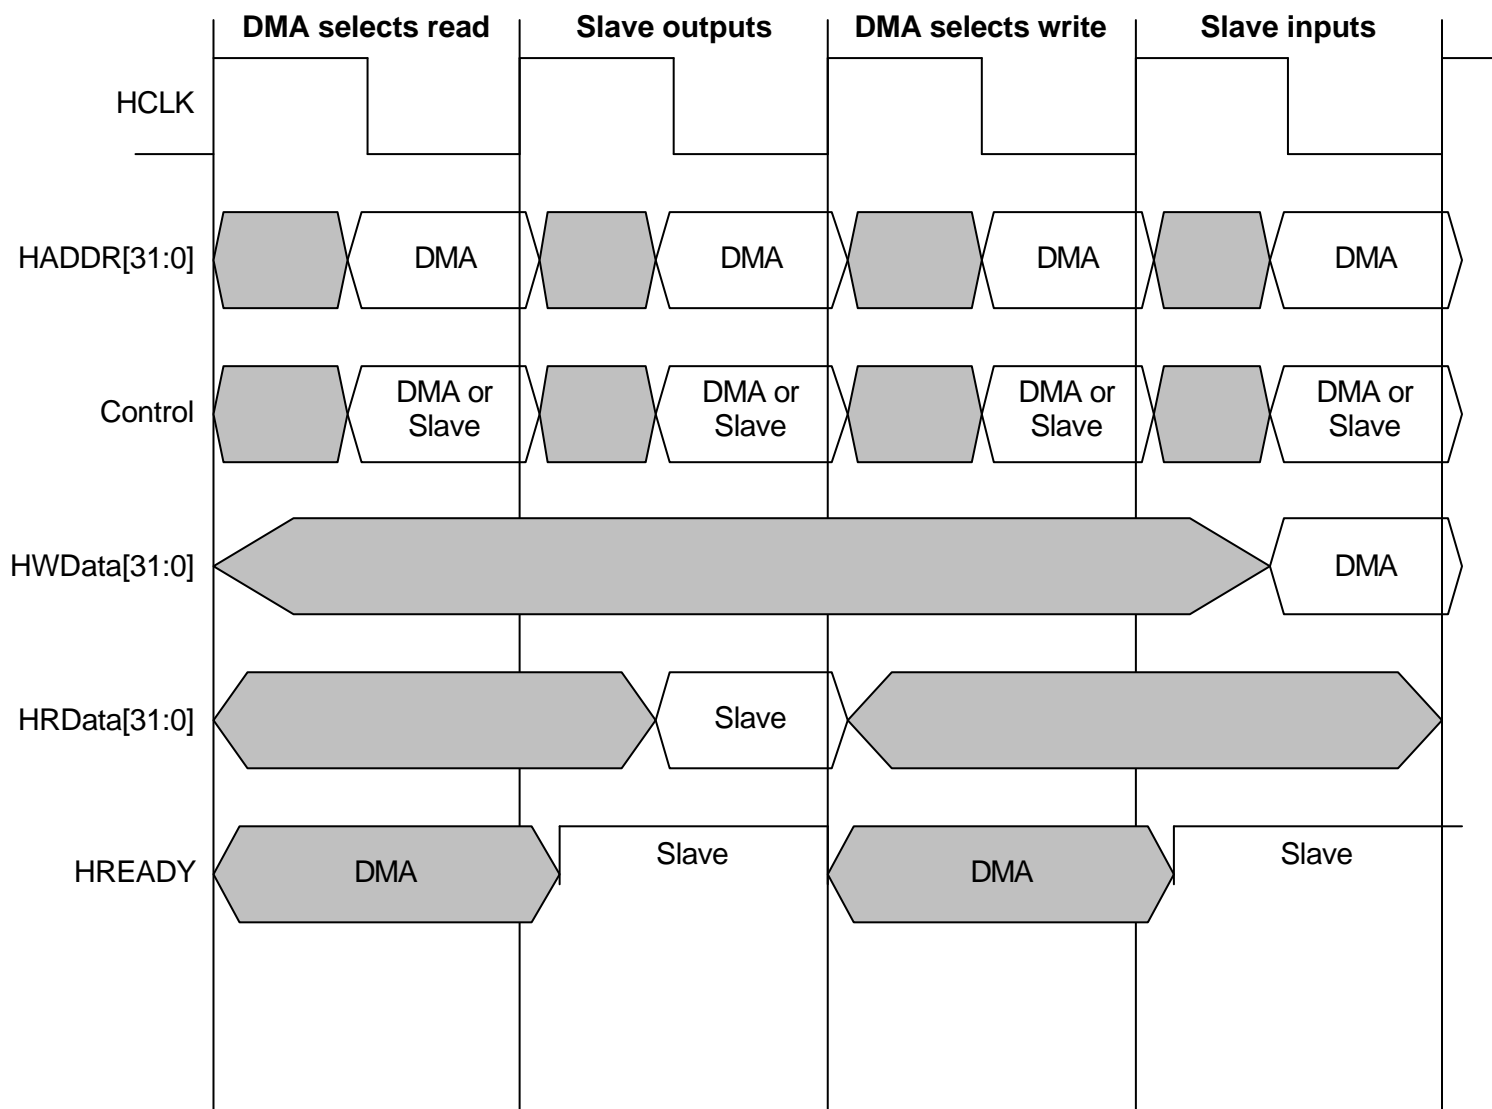 DMA selects read Slave outputs DMA selects write Slave inputs
HCLK
HADDR[31:0] DMA DMA DMA DMA
Control DMA or Slave DMA or Slave DMA or Slave DMA or Slave
HWData[31:0] DMA
HRData[31:0] Slave
HREADY DMA Slave DMA Slave